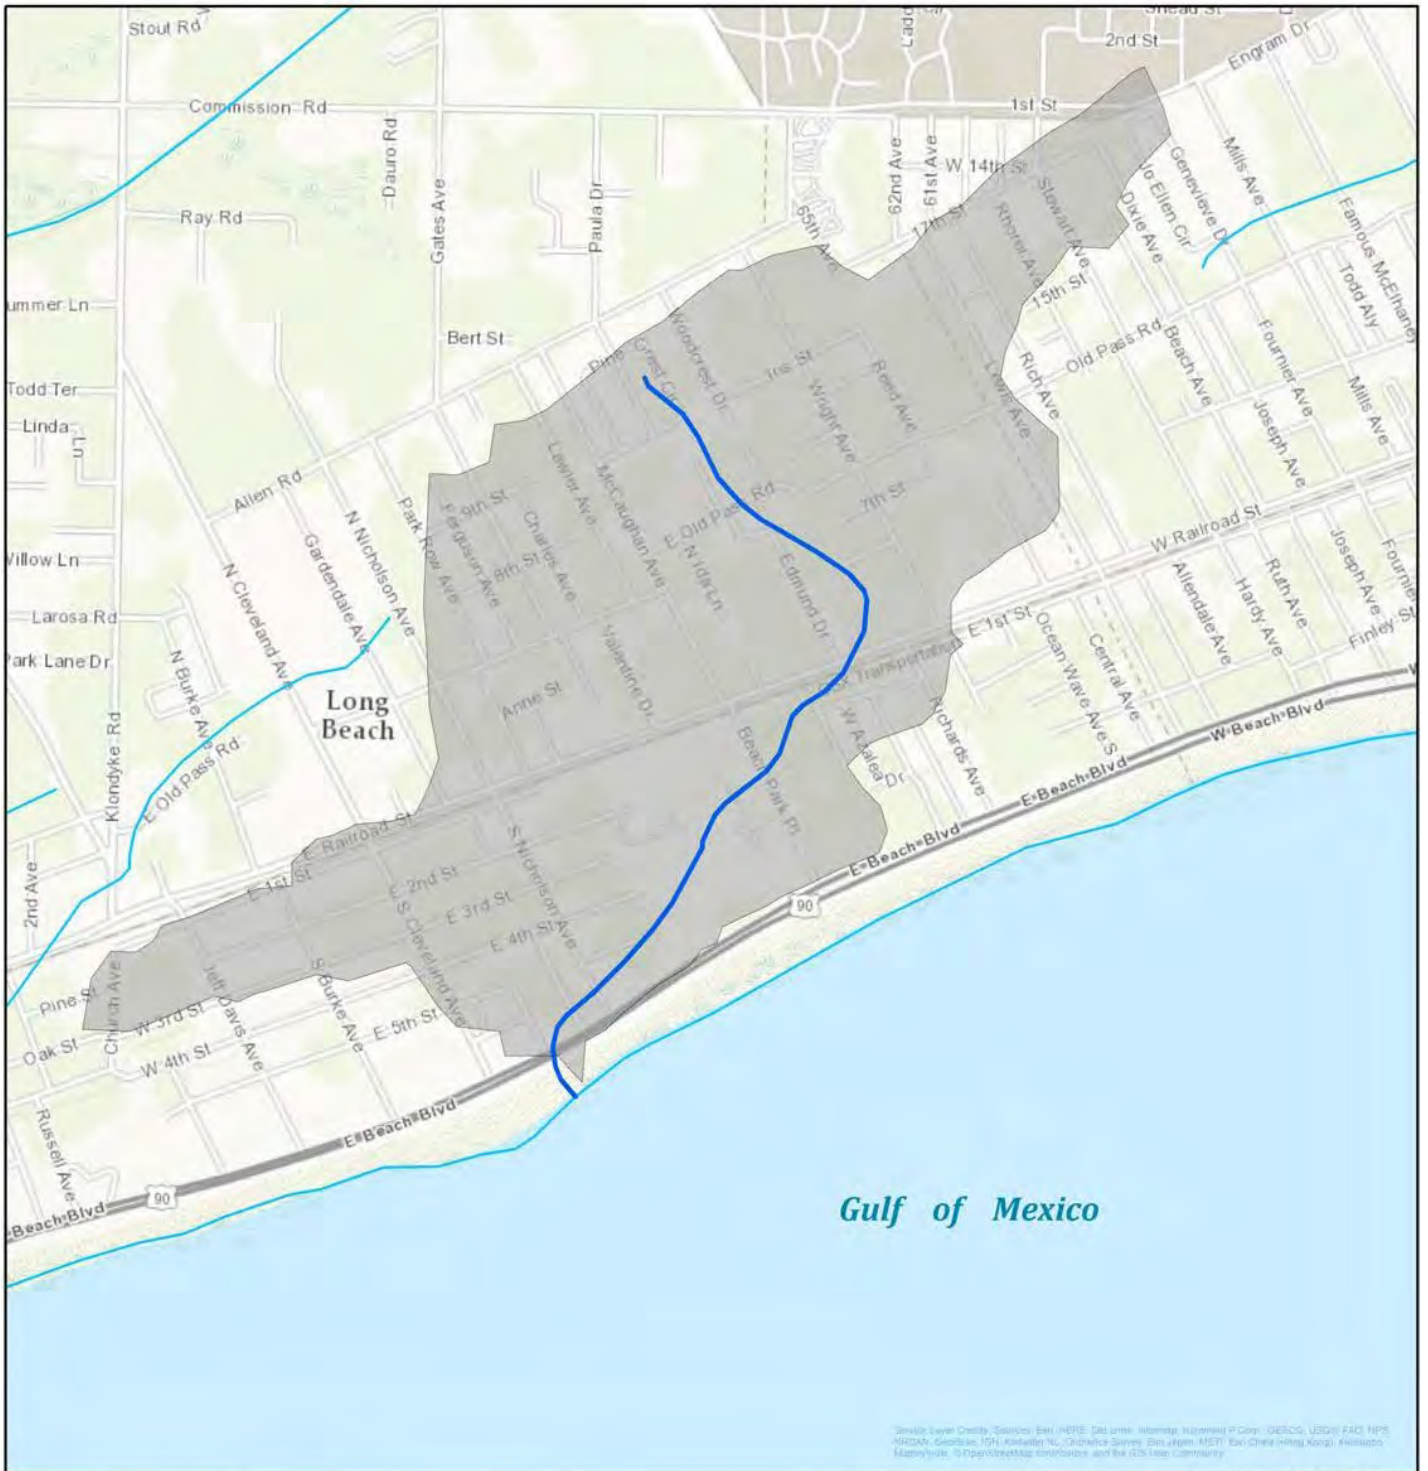 Stout Rd
2nd St
Engram Dr
Commission Rd
1st St
Dauro Rd
62nd Ave
61st Ave
W 14th St
Genevieve Dr
Mills Ave
Jo Ellen Cir
Ray Rd
Gates Ave
Paula Dr
65th Ave
17th St
Rhorer Ave
Stewart Ave
Dixie Ave
Famous McElhaney
15th St
Todd Aly
ummer Ln
Bert St
Pine
Crest Cir
Woodcrest Dr
Iris St
Wright Ave
Reed Ave
Lewis Ave
Rich Ave
Old Pass Rd
Beach Ave
Fournier Ave
Todd Ter
Linda
Ln
Joseph Ave
Mills Ave
Allen Rd
Lawler Ave
McCaughan Ave
E Old Pass Rd
7th St
9th St
8th St
Charles Ave
Ferguson Ave
Park Row Ave
N Nicholson Ave
Gardendale Ave
N Cleveland Ave
W Railroad St
Willow Ln
Larosa Rd
Park Lane Dr
N Burke Ave
N Ida Ln
Edmund Dr
Allendale Ave
Hardy Ave
Ruth Ave
Joseph Ave
Fournier
Finley St
E 1st St
Transportation
Ocean Wave Ave S
Central Ave
Long
Beach
Anne St
Valentine Dr
Klondyke Rd
E Old Pass Rd
Beach Park Pl
W Azalea Dr
Richards Ave
W Beach Blvd
E Beach Blvd
E Beach Blvd
90
E Railroad St
E 1st St
2nd Ave
E 2nd St
E 3rd St
E 4th St
S Nicholson Ave
S Cleveland Ave
Pine St
Church Ave
Jeff Davis Ave
S Burke Ave
W 3rd St
E 5th St
Oak St
W 4th St
Russell Ave
E Beach Blvd
90
Beach Blvd
Gulf of Mexico